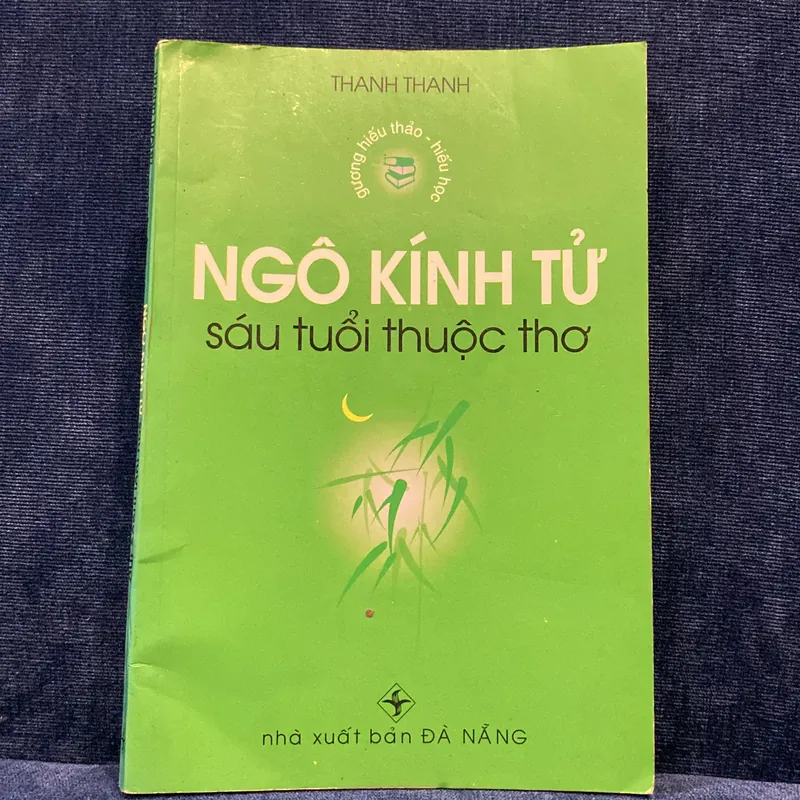 THANH THANH
gương hiếu thảo - hiếu học
NGÔ KÍNH TỬ
sáu tuổi thuộc thơ
nhà xuất bản ĐÀ NẴNG